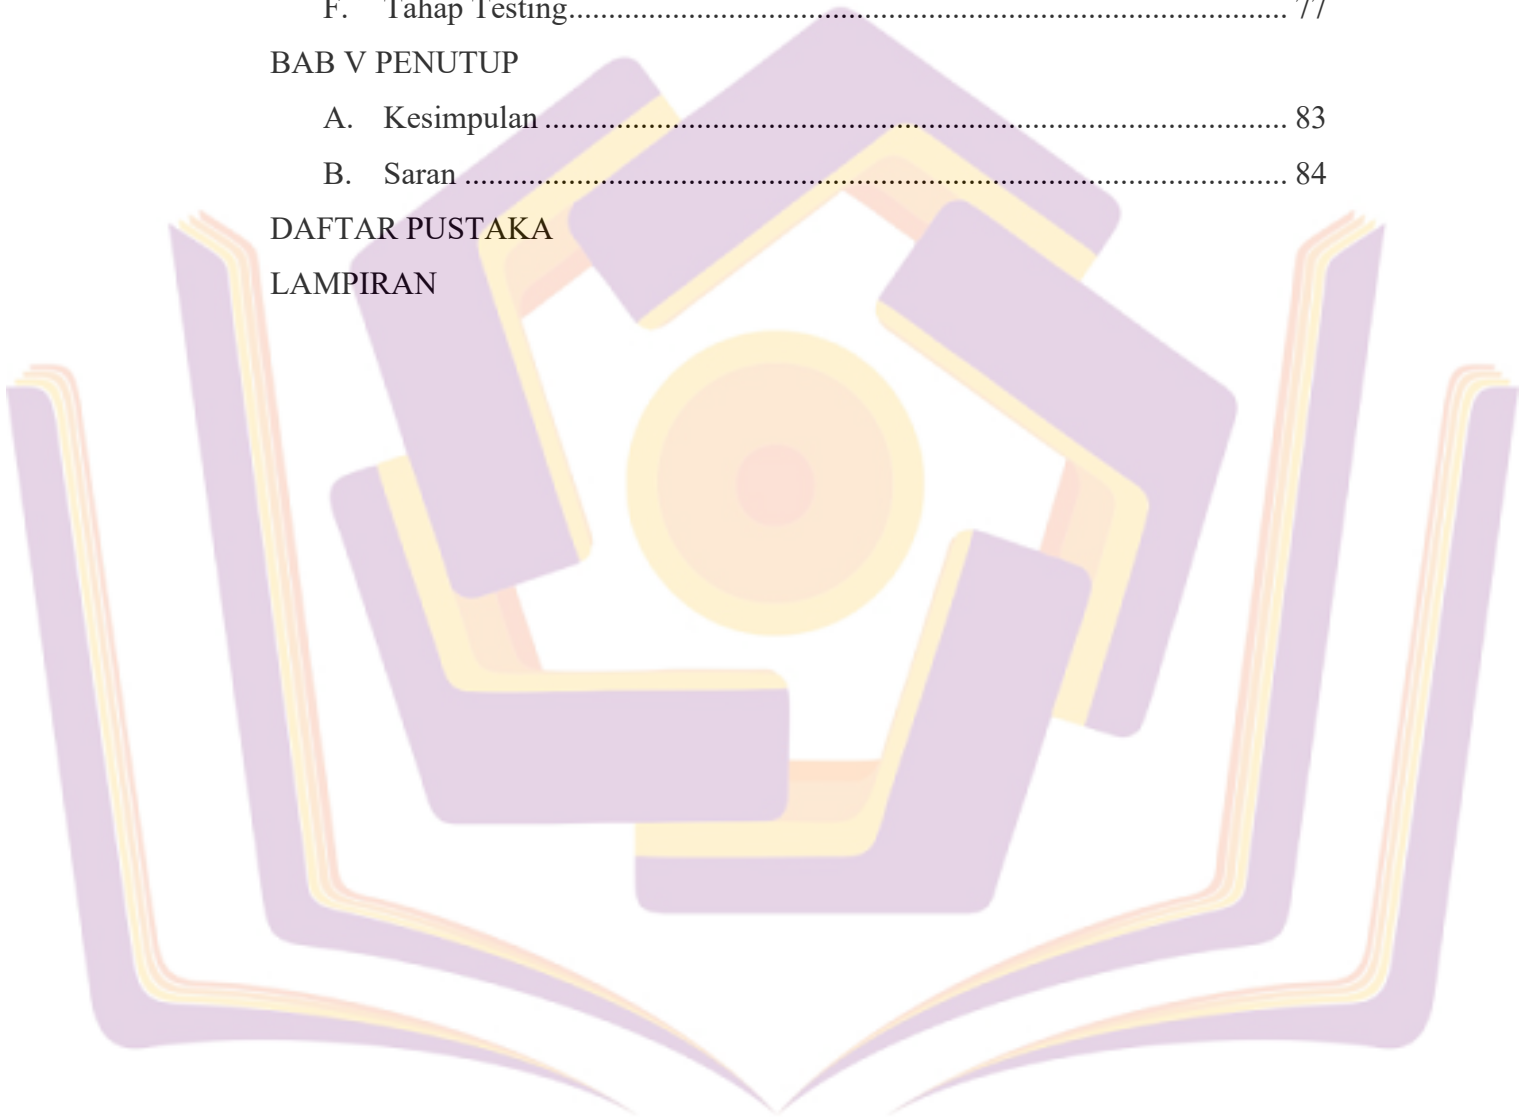 F. Tahap Testing.......................................................................................... 77
BAB V PENUTUP
A. Kesimpulan ............................................................................................. 83
B. Saran ....................................................................................................... 84
DAFTAR PUSTAKA
LAMPIRAN